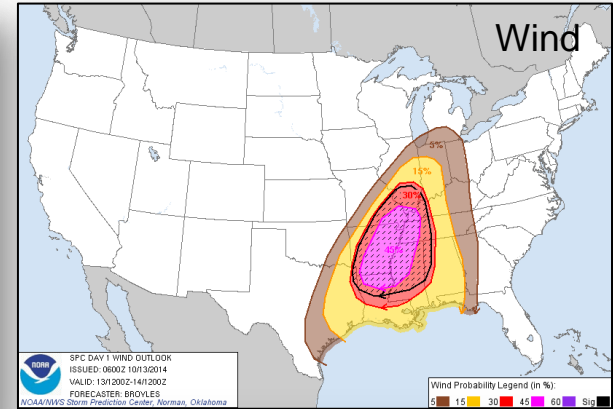 Wind
5%
15%
30%
45%
NOAA
SPC DAY 1 WIND OUTLOOK
ISSUED: 0600Z 10/13/2014
VALID: 13/1200Z-14/1200Z
FORECASTER: BROYLES
NOAA/NWS Storm Prediction Center, Norman, Oklahoma
Wind Probability Legend (in %):
5 15 30 45 60 Sig